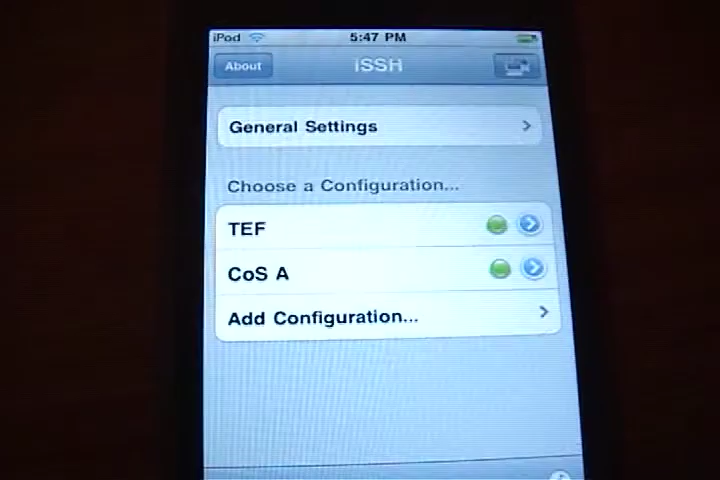 iPod 5:47 PM
About iSSH
General Settings
Choose a Configuration...
TEF
CoS A
Add Configuration...